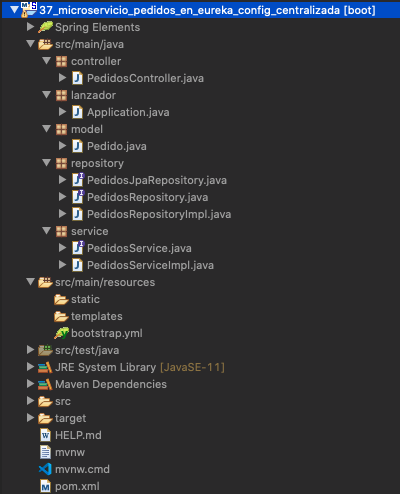 37_microservicio_pedidos_en_eureka_config_centralizada [boot]
Spring Elements
src/main/java
controller
PedidosController.java
lanzador
Application.java
model
Pedido.java
repository
PedidosJpaRepository.java
PedidosRepository.java
PedidosRepositoryImpl.java
service
PedidosService.java
PedidosServiceImpl.java
src/main/resources
static
templates
bootstrap.yml
src/test/java
JRE System Library [JavaSE-11]
Maven Dependencies
src
target
HELP.md
mvnw
mvnw.cmd
pom.xml